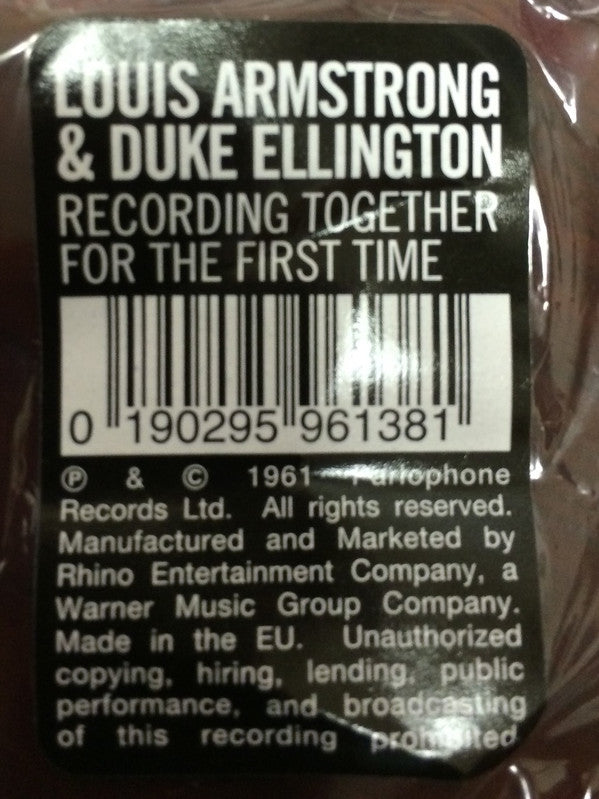 LOUIS ARMSTRONG
& DUKE ELLINGTON
RECORDING TOGETHER
FOR THE FIRST TIME
0 190295 961381
℗ & © 1961 Parlophone
Records Ltd. All rights reserved.
Manufactured and Marketed by
Rhino Entertainment Company, a
Warner Music Group Company.
Made in the EU. Unauthorized
copying, hiring, lending, public
performance, and broadcasting
of this recording prohibited